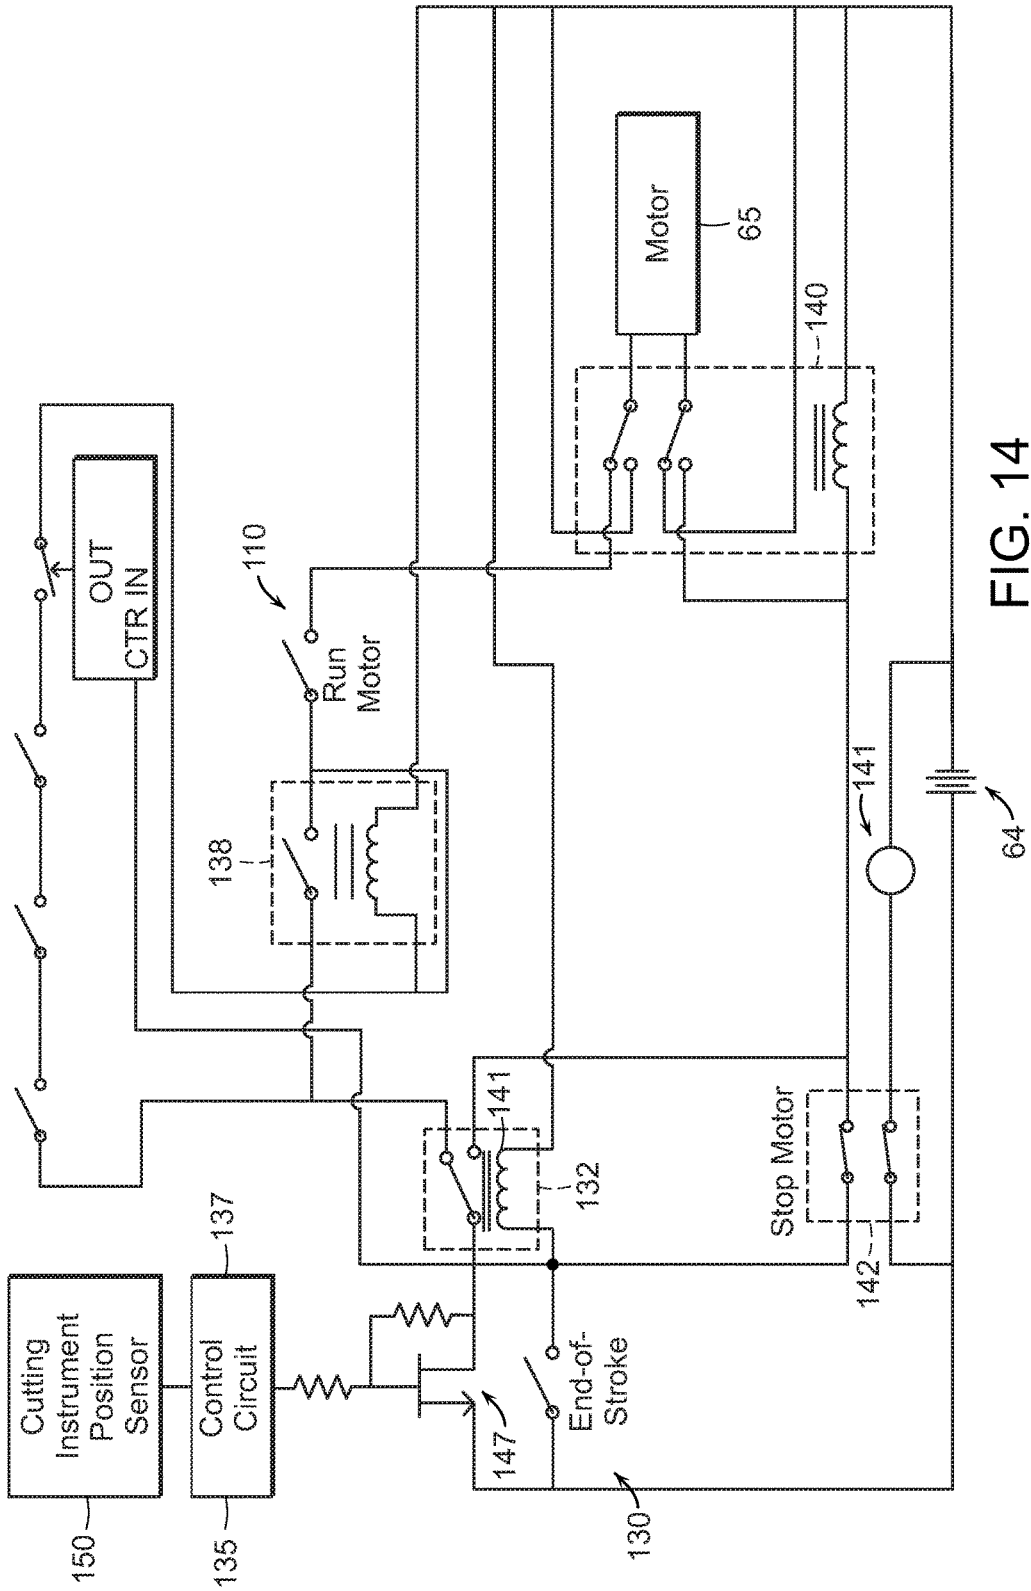 150
Cutting
Instrument
Position
Sensor
135
Control
Circuit
137
147
130
End-of-
Stroke
132
141
142
Stop Motor
138
110
Run
Motor
OUT
CTR IN
141
64
140
Motor
65
FIG. 14